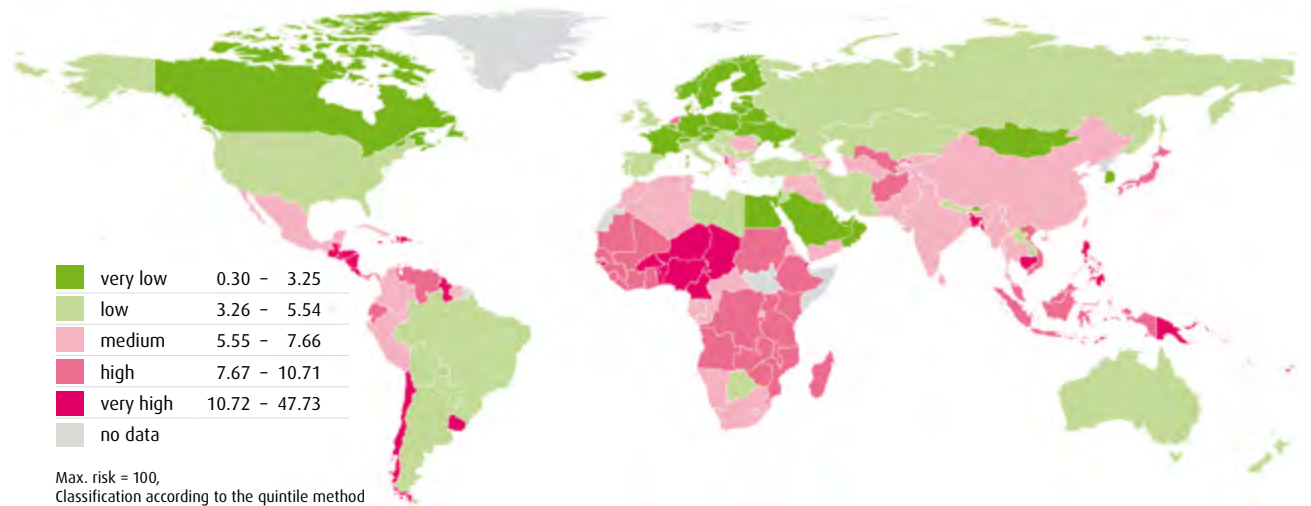 very low 0.30 – 3.25
low 3.26 – 5.54
medium 5.55 – 7.66
high 7.67 – 10.71
very high 10.72 – 47.73
no data
Max. risk = 100,
Classification according to the quintile method